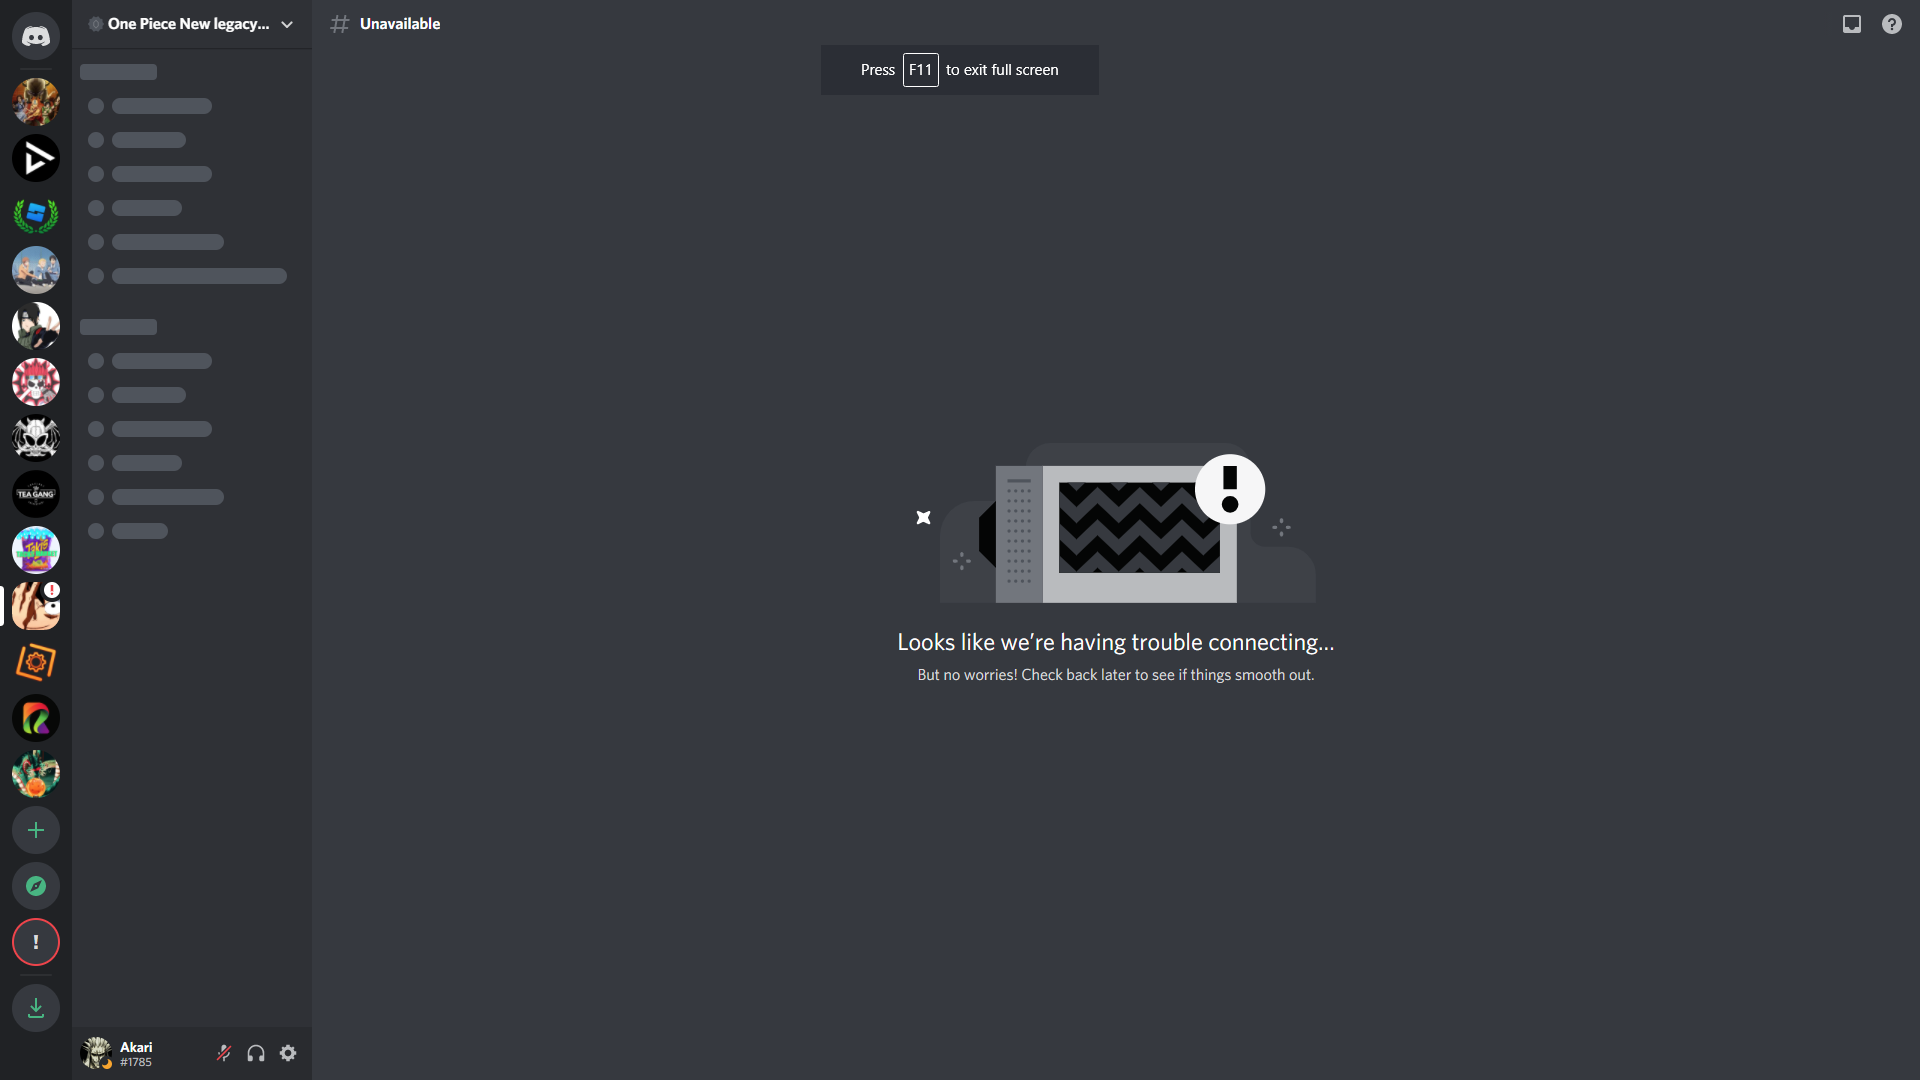 One Piece New legacy...
Unavailable
Press F11 to exit full screen
TEA GANG
Takis
Looks like we're having trouble connecting...
But no worries! Check back later to see if things smooth out.
Akari
#1785